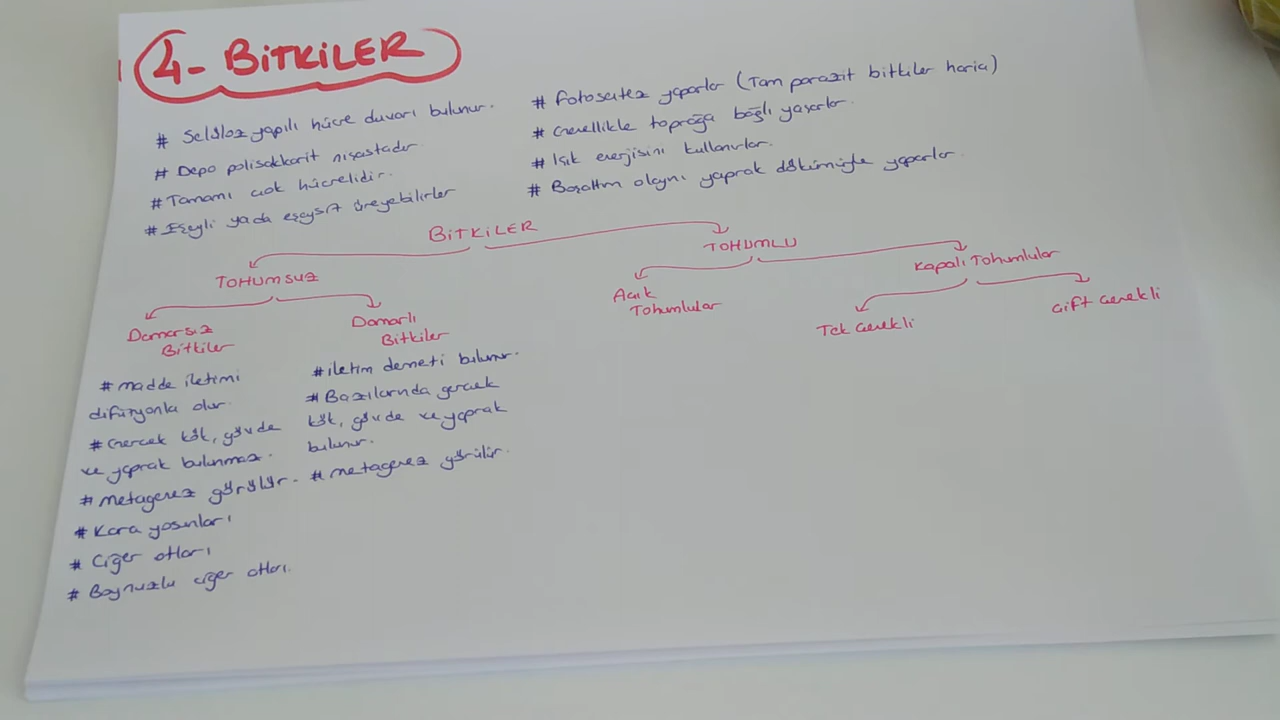 4- BİTKİLER
# Selüloz yapılı hücre duvarı bulunur.
# Depo polisakkarit nişastadır
# Tamamı çok hücrelidir.
# Eşeyli yada eşeysiz üreyebilirler
# Fotosentez yaparlar (Tam parazit bitkiler hariç)
# Genellikle toprağa bağlı yaşarlar.
# Işık enerjisini kullanırlar.
# Boşaltım olayını yaprak dökümüyle yaparlar.
BİTKİLER
TOHUMSUZ
TOHUMLU
Damarsız
Bitkiler
Damarlı
Bitkiler
Açık
Tohumlular
Kapalı Tohumlular
Tek Çenekli
Çift Çenekli
# madde iletimi
difüzyonla olur.
# Gerçek kök, gövde
ve yaprak bulunmaz.
# metagenez görülür.
# Kara yosunları
# Ciğer otları
# Boynuzlu ciğer otları.
# iletim demeti bulunur.
# Bazılarında gerçek
kök, gövde ve yaprak
bulunur.
# metagenez görülür.